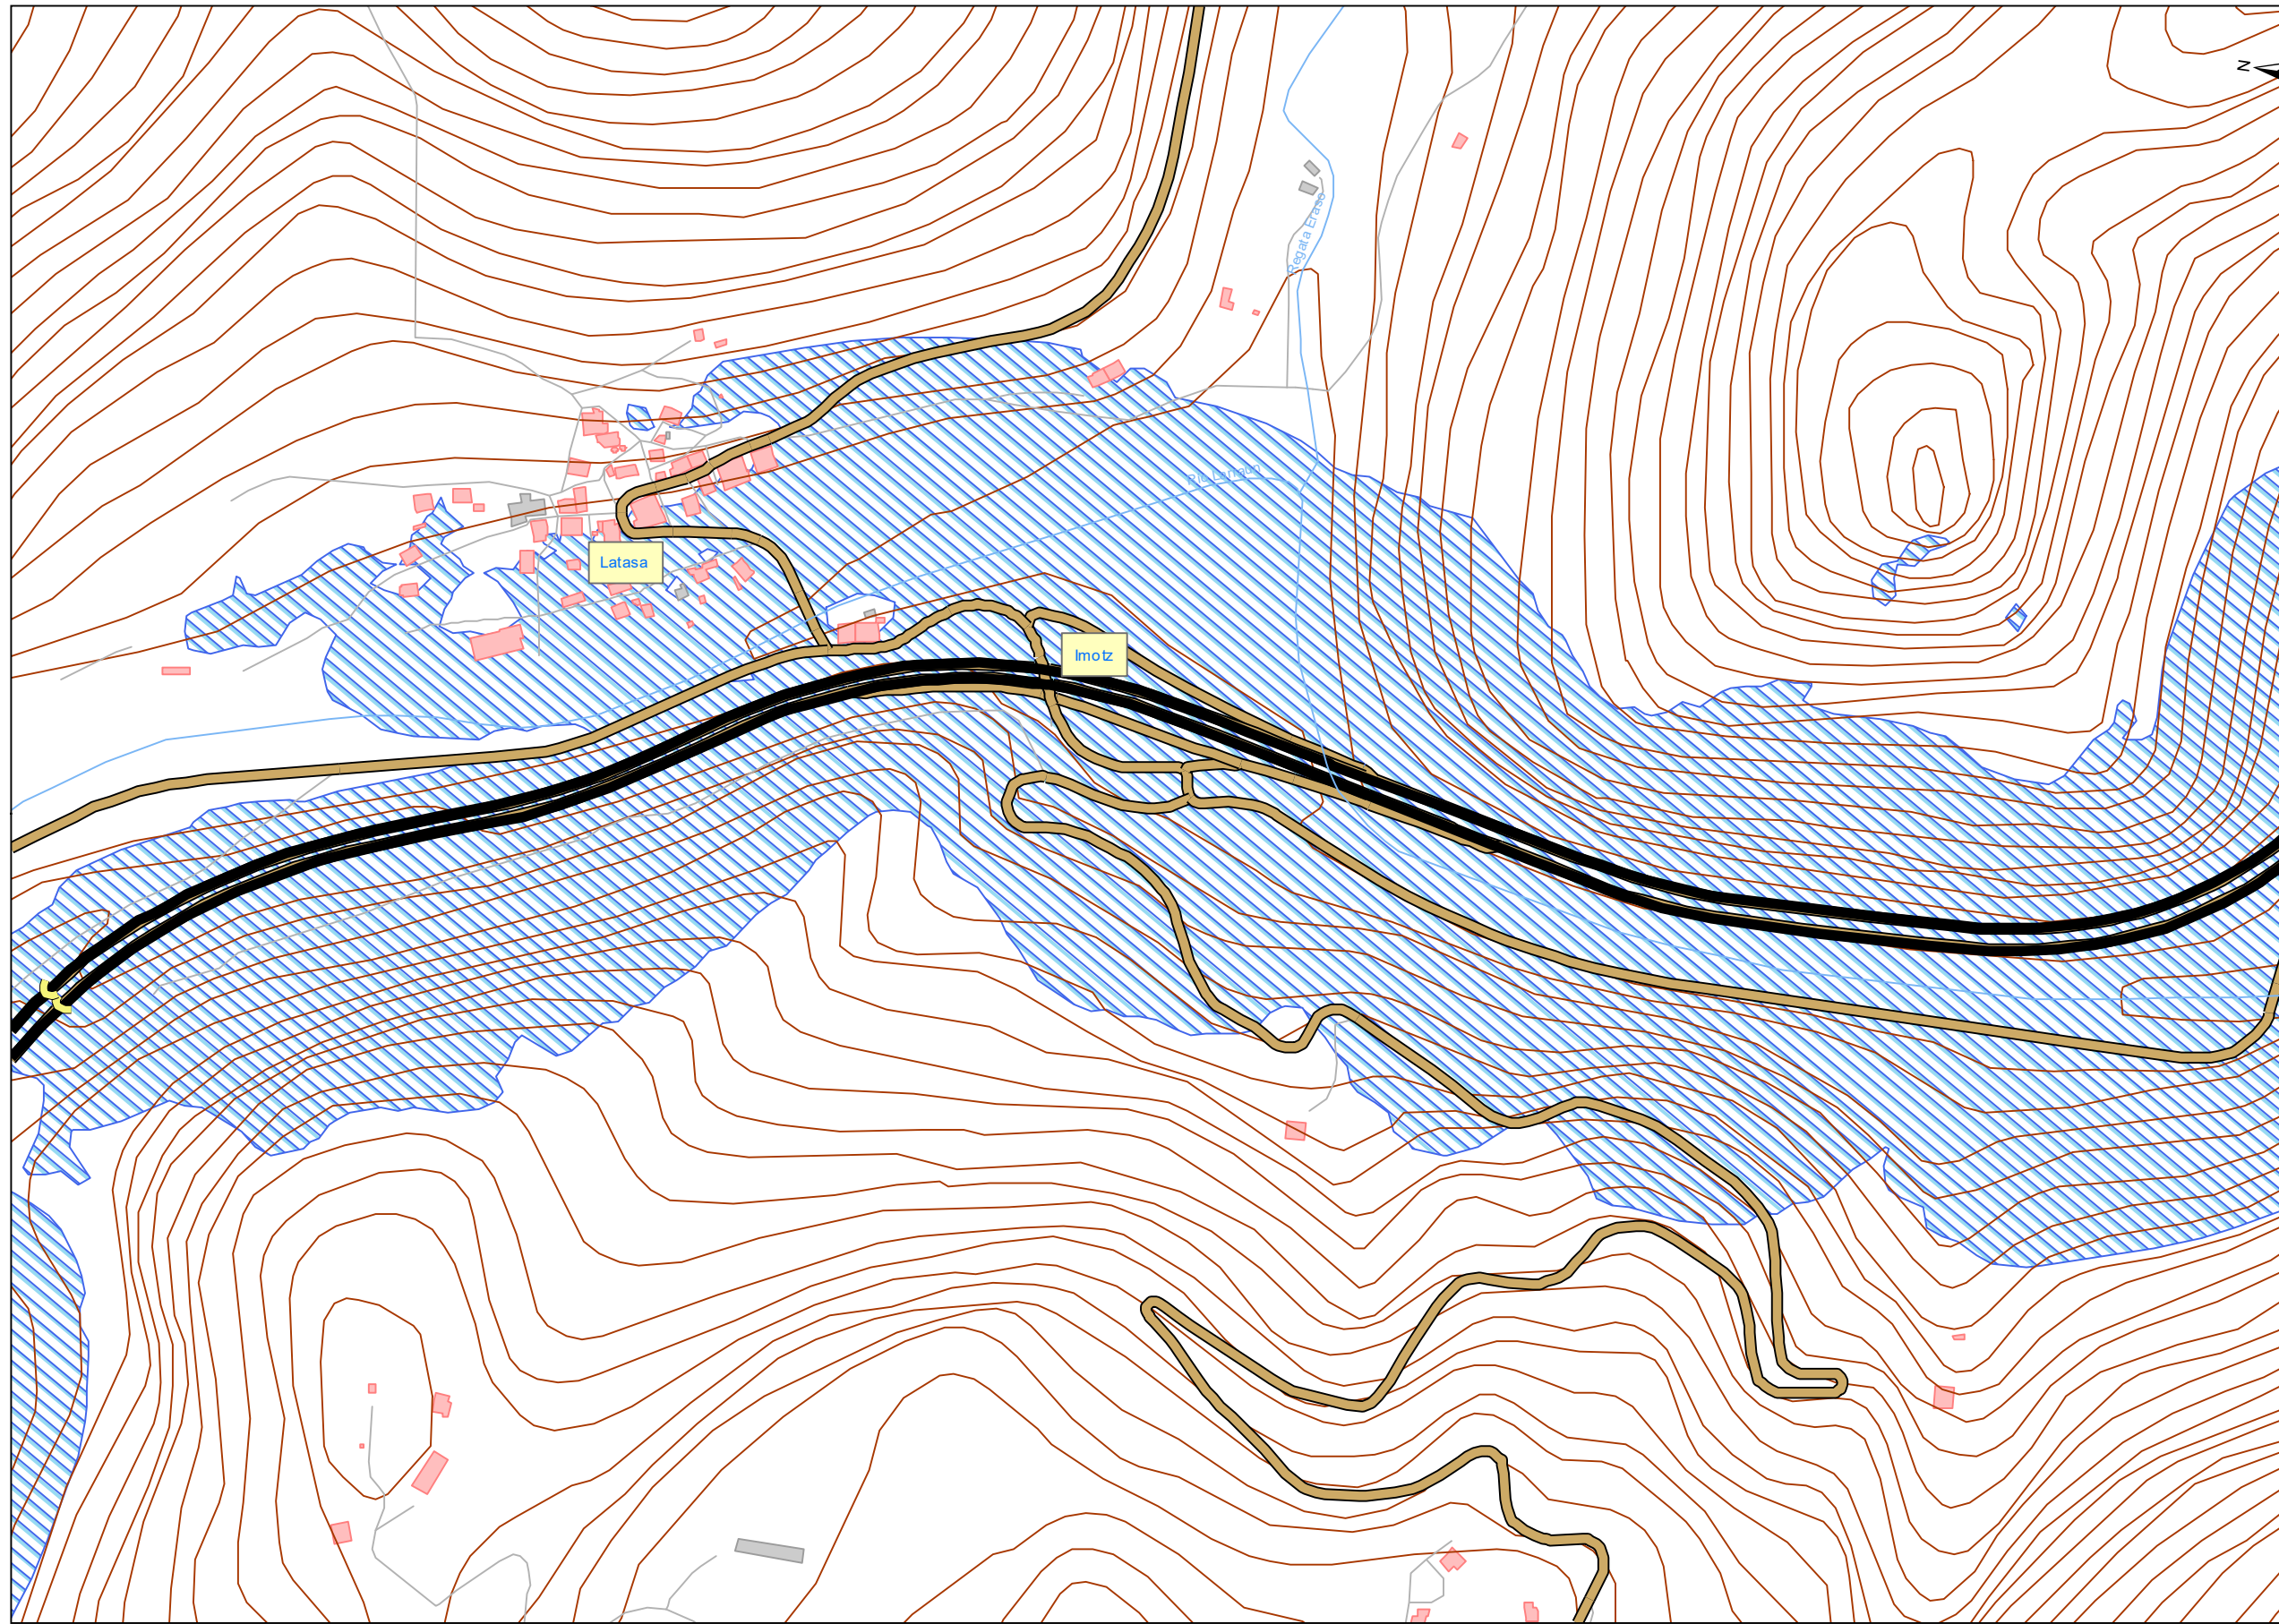 N
Regata Eraso
Río Larraun
Latasa
Imotz